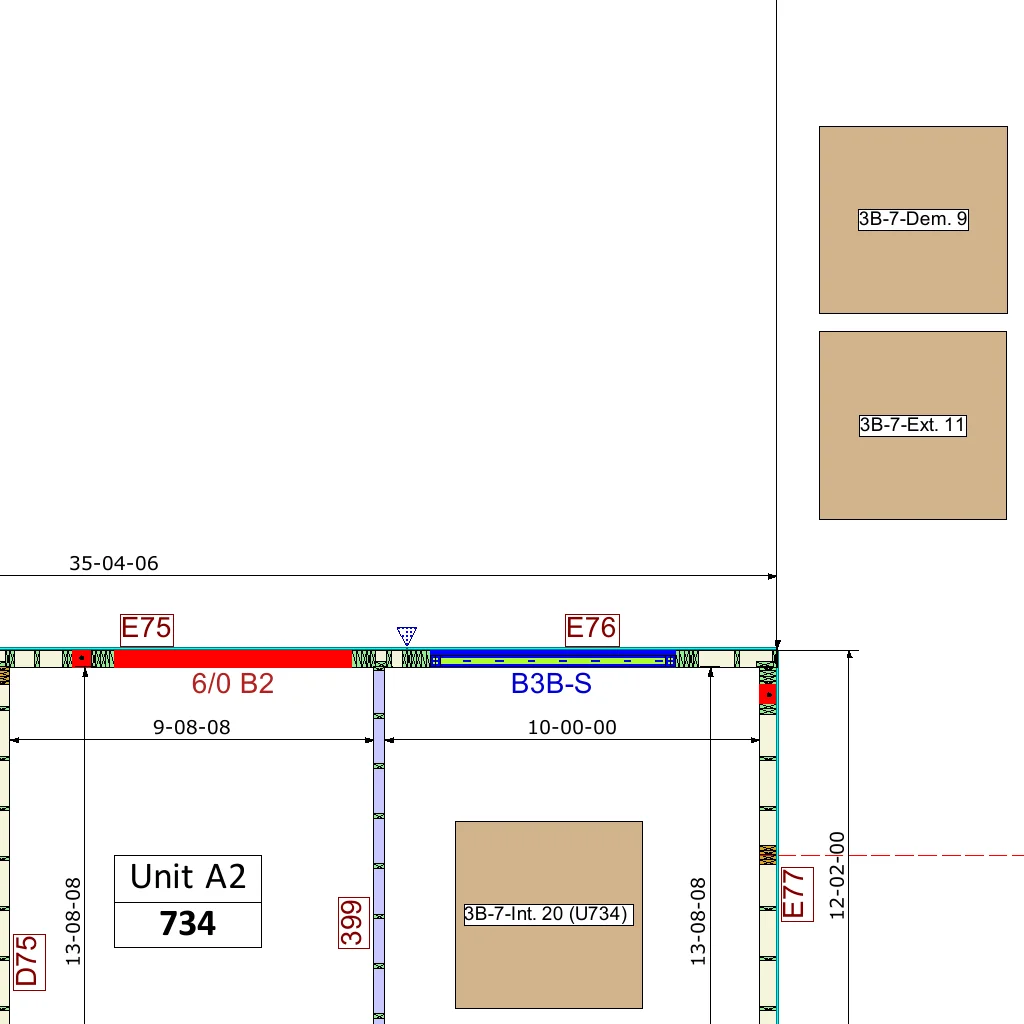 3B-7-Dem. 9
3B-7-Ext. 11
35-04-06
E75
E76
6/0 B2
B3B-S
9-08-08
10-00-00
Unit A2
734
3B-7-Int. 20 (U734)
13-08-08
399
13-08-08
E77
12-02-00
D75